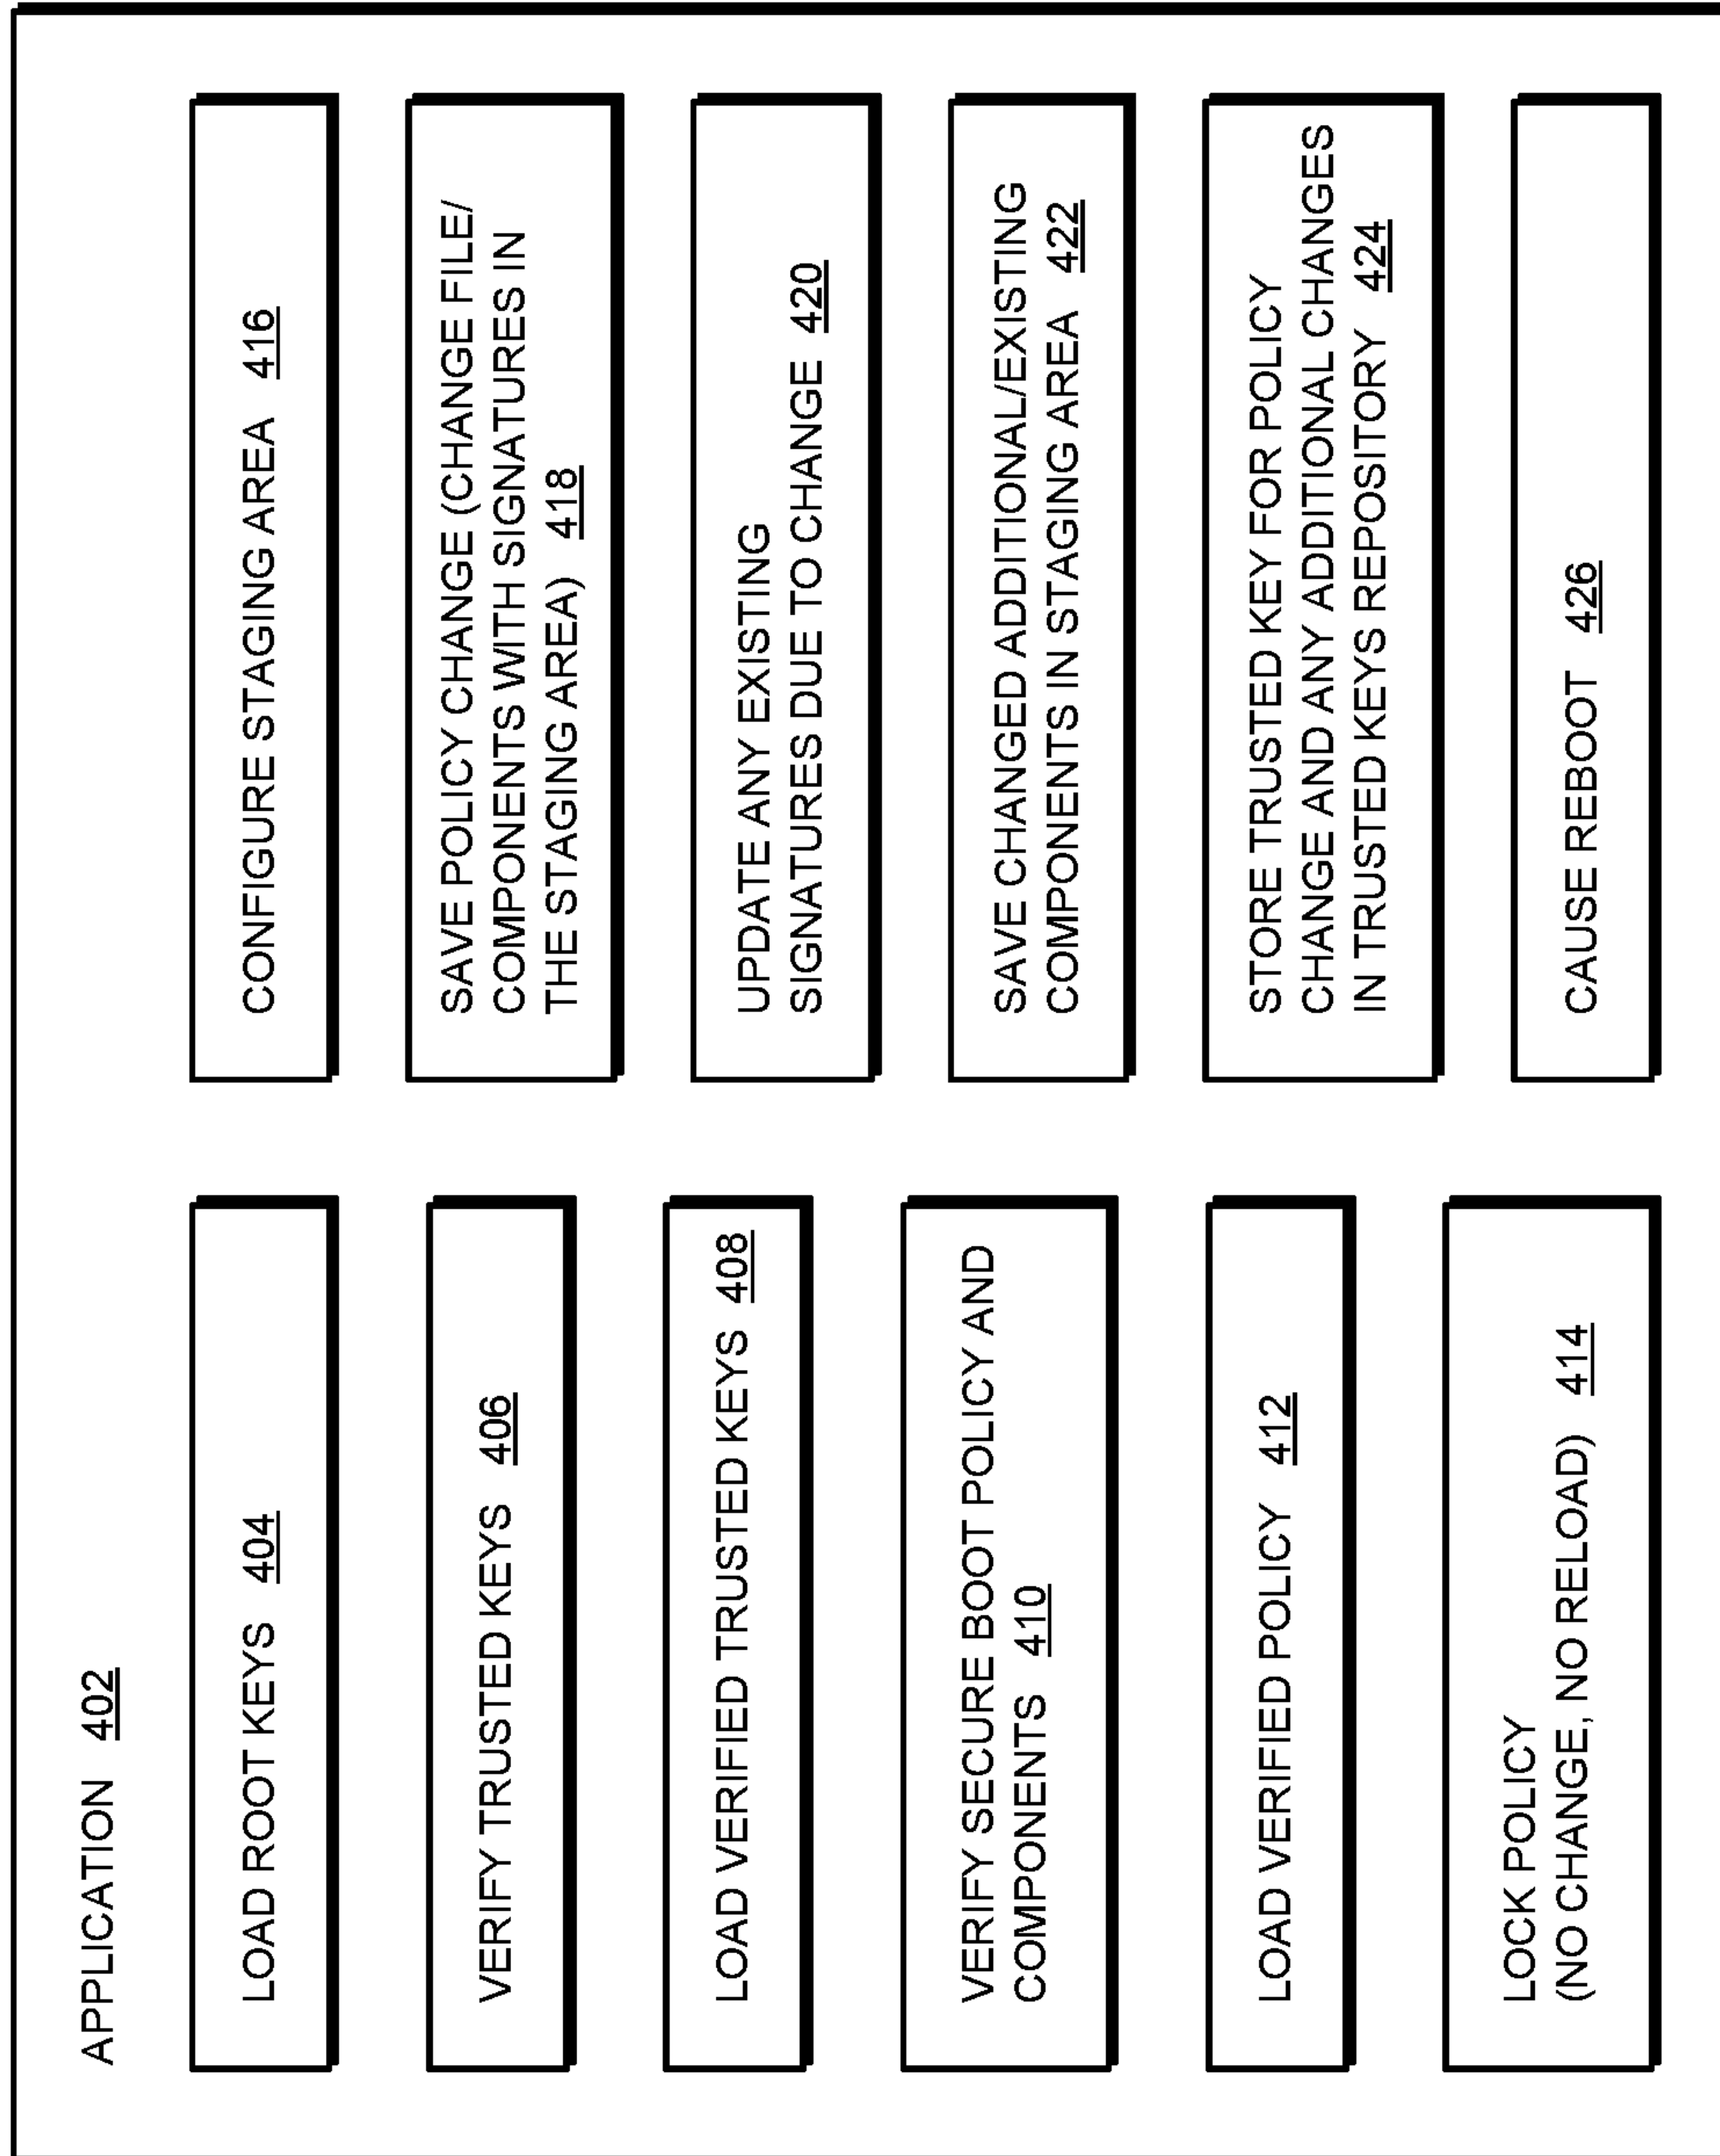 APPLICATION 402
LOAD ROOT KEYS 404
VERIFY TRUSTED KEYS 406
LOAD VERIFIED TRUSTED KEYS 408
VERIFY SECURE BOOT POLICY AND
COMPONENTS 410
LOAD VERIFIED POLICY 412
LOCK POLICY
(NO CHANGE, NO RELOAD) 414
CONFIGURE STAGING AREA 416
SAVE POLICY CHANGE (CHANGE FILE/
COMPONENTS WITH SIGNATURES IN
THE STAGING AREA) 418
UPDATE ANY EXISTING
SIGNATURES DUE TO CHANGE 420
SAVE CHANGED ADDITIONAL/EXISTING
COMPONENTS IN STAGING AREA 422
STORE TRUSTED KEY FOR POLICY
CHANGE AND ANY ADDITIONAL CHANGES
IN TRUSTED KEYS REPOSITORY 424
CAUSE REBOOT 426